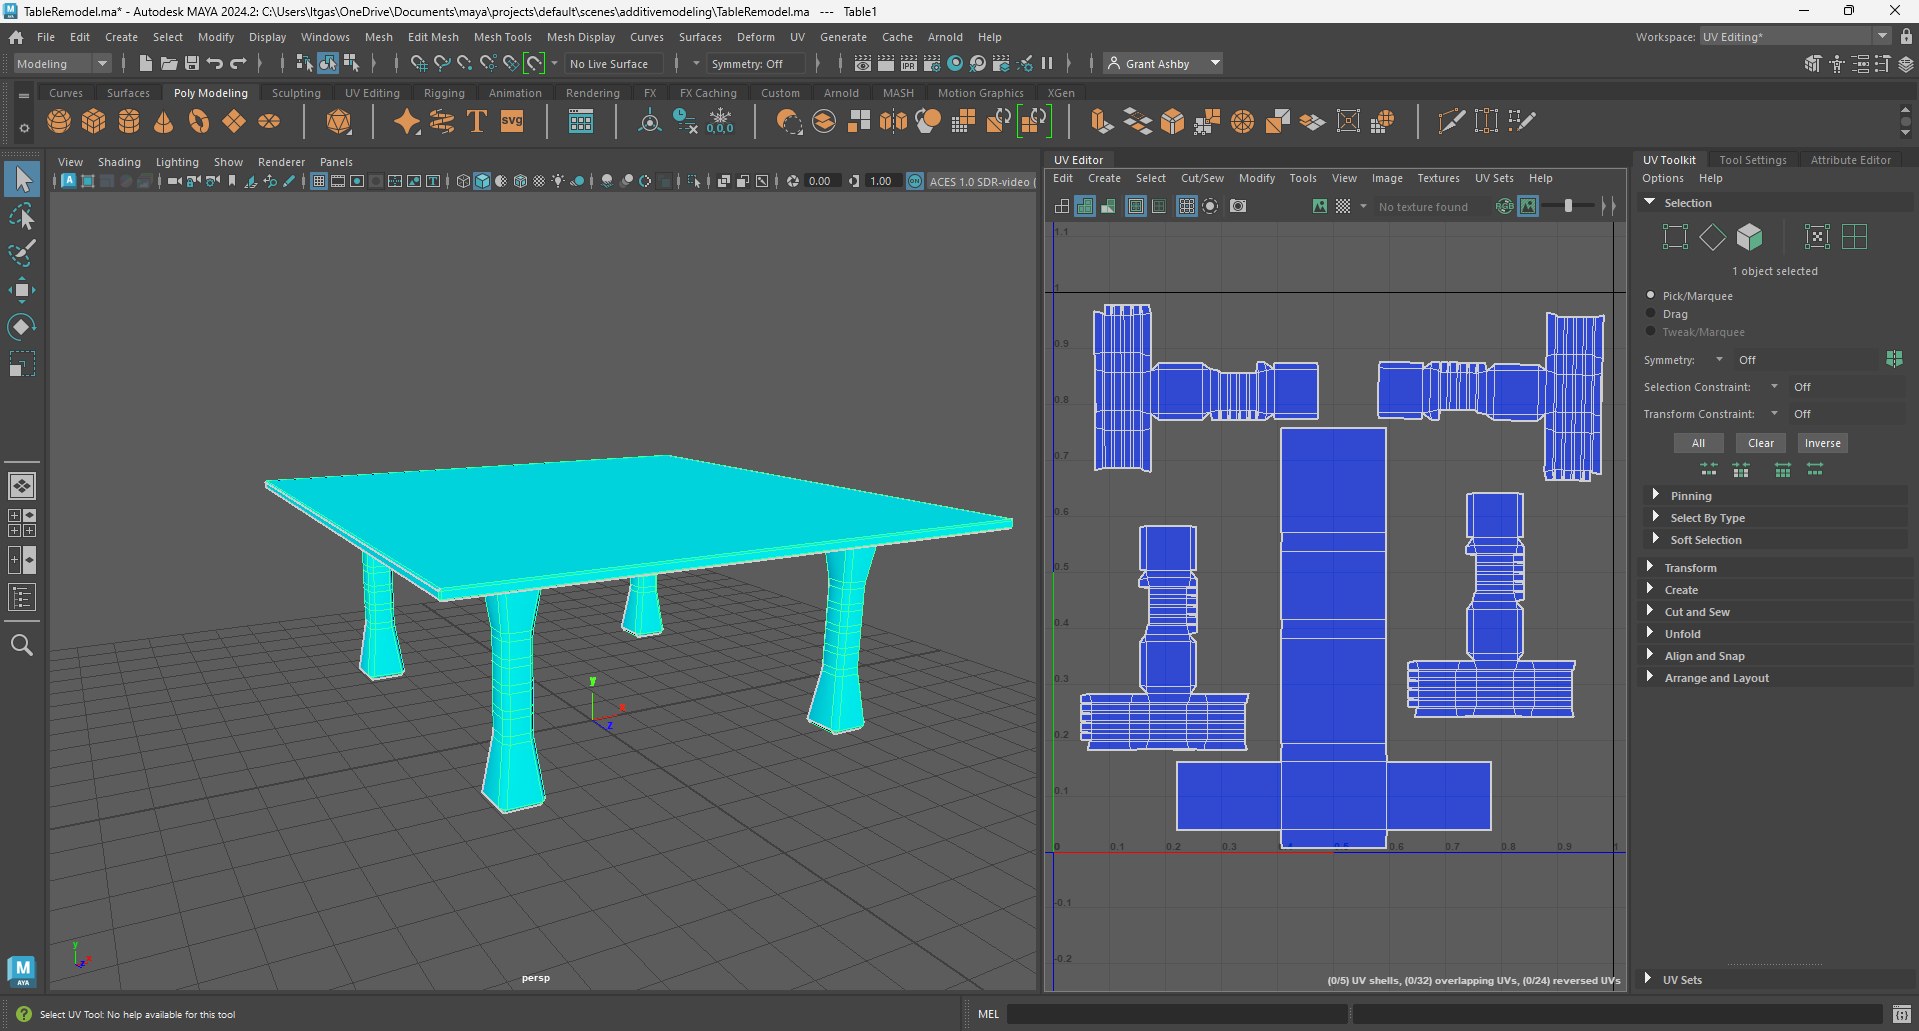 TableRemodel.ma* - Autodesk MAYA 2024.2: C:\Users\ltgas\OneDrive\Documents\maya\projects\default\scenes\additivemodeling\TableRemodel.ma --- Table1
File Edit Create Select Modify Display Windows Mesh Edit Mesh Mesh Tools Mesh Display Curves Surfaces Deform UV Generate Cache Arnold Help
Workspace: UV Editing*
Modeling
No Live Surface
Symmetry: Off
IPR
Grant Ashby
Curves Surfaces Poly Modeling Sculpting UV Editing Rigging Animation Rendering FX FX Caching Custom Arnold MASH Motion Graphics XGen
T
SVG
0,0,0
View Shading Lighting Show Renderer Panels
0.00
1.00
ON
ACES 1.0 SDR-video (
UV Editor
Edit Create Select Cut/Sew Modify Tools View Image Textures UV Sets Help
No texture found
RGB
1.1
1
0.9
0.8
0.7
0.6
0.5
0.4
0.3
0.2
0.1
0 0.1 0.2 0.3 0.5 0.6 0.7 0.8 0.9 1
-0.1
-0.2
(0/5) UV shells, (0/32) overlapping UVs, (0/24) reversed UVs
y
x
z
y
x
z
persp
UV Toolkit Tool Settings Attribute Editor
Options Help
Selection
1 object selected
Pick/Marquee
Drag
Tweak/Marquee
Symmetry: Off
Selection Constraint: Off
Transform Constraint: Off
All Clear Inverse
Pinning
Select By Type
Soft Selection
Transform
Create
Cut and Sew
Unfold
Align and Snap
Arrange and Layout
UV Sets
M
AYA
Select UV Tool: No help available for this tool
MEL